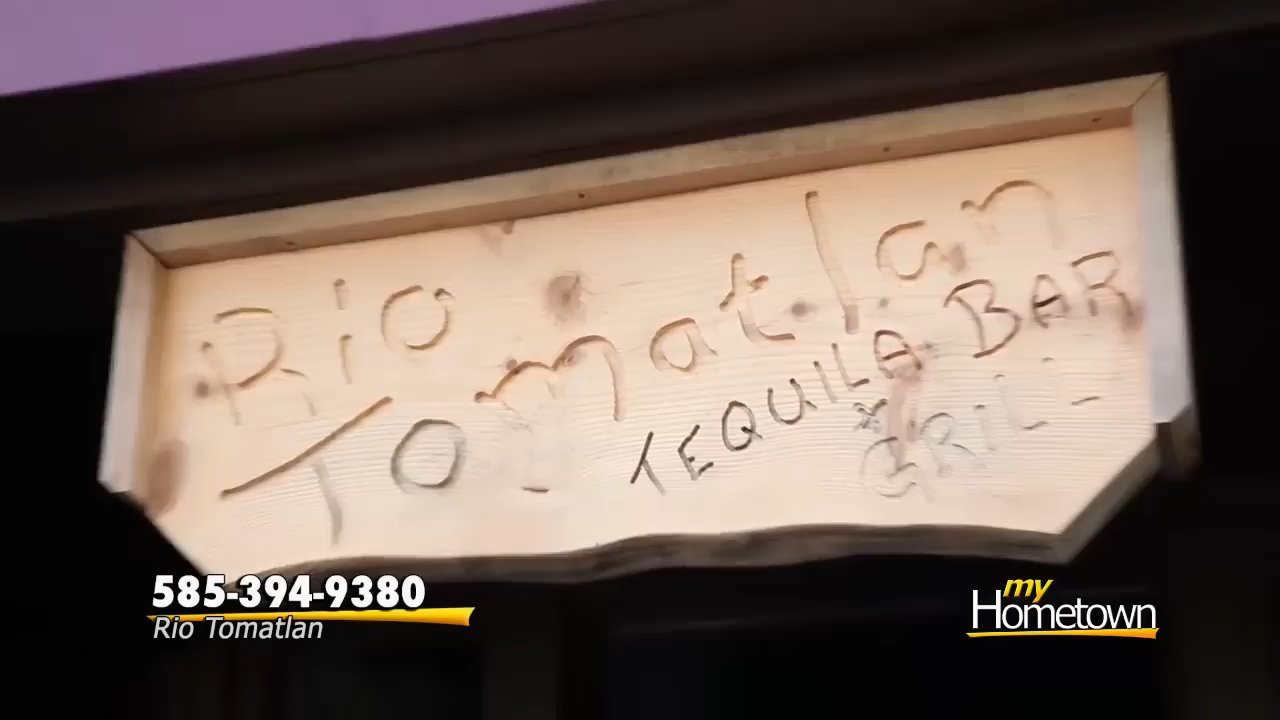 Rio
Tomatlan
TEQUILA BAR
&
GRILL
585-394-9380
Rio Tomatlan
my
Hometown